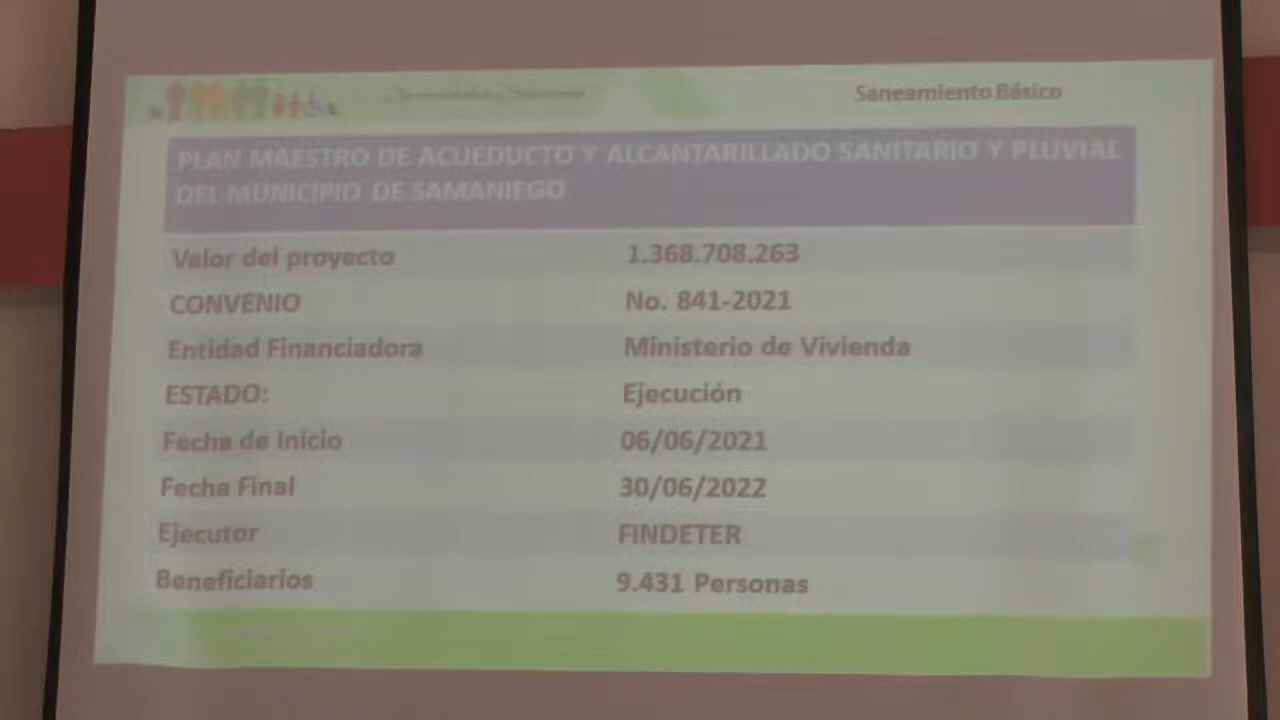 Saneamiento Básico
PLAN MAESTRO DE ACUEDUCTO Y ALCANTARILLADO SANITARIO Y PLUVIAL
DEL MUNICIPIO DE SAMANIEGO
Valor del proyecto 1.368.708.263
CONVENIO No. 841-2021
Entidad Financiadora Ministerio de Vivienda
ESTADO: Ejecución
Fecha de Inicio 06/06/2021
Fecha Final 30/06/2022
Ejecutor FINDETER
Beneficiarios 9.431 Personas